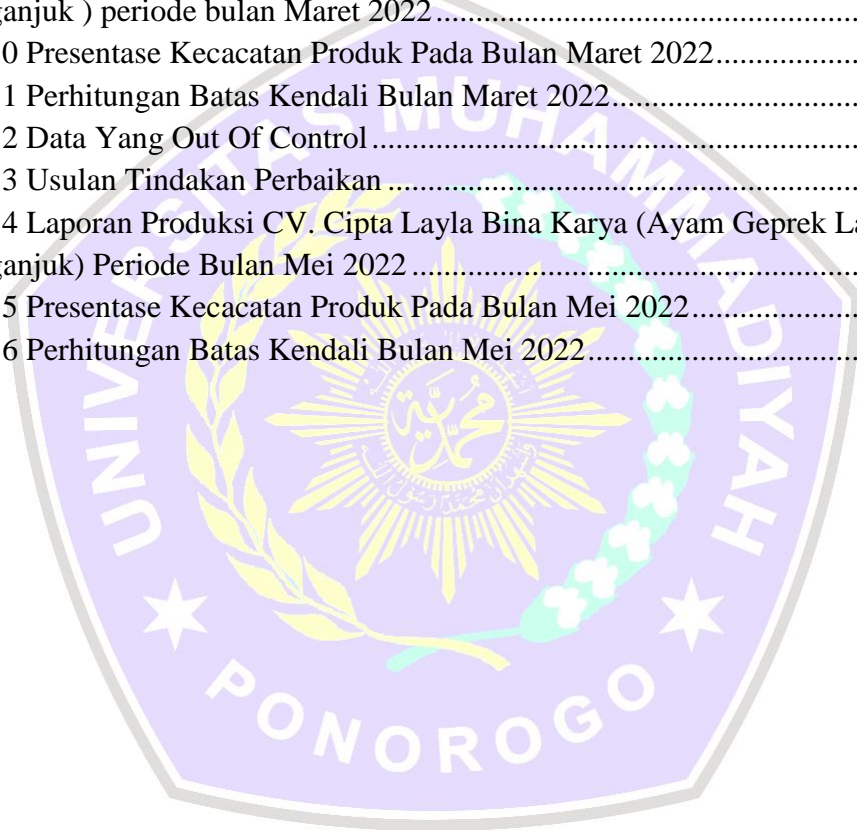 ganjuk ) periode bulan Maret 2022.......................................................
0 Presentase Kecacatan Produk Pada Bulan Maret 2022...................
1 Perhitungan Batas Kendali Bulan Maret 2022................................
2 Data Yang Out Of Control..............................................................
3 Usulan Tindakan Perbaikan............................................................
4 Laporan Produksi CV. Cipta Layla Bina Karya (Ayam Geprek La
ganjuk) Periode Bulan Mei 2022..........................................................
5 Presentase Kecacatan Produk Pada Bulan Mei 2022......................
6 Perhitungan Batas Kendali Bulan Mei 2022...................................
UNIVERSITAS MUHAMMADIYAH
PONOROGO
محمدية